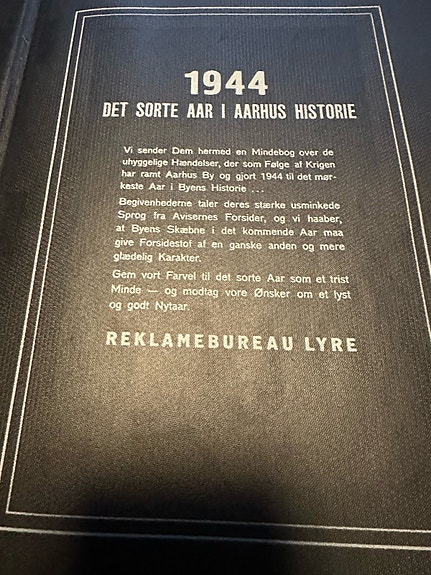 1944
DET SORTE AAR I AARHUS HISTORIE
Vi sender Dem hermed en Mindebog over de
uhyggelige Hændelser, der som Følge af Krigen
har ramt Aarhus By og gjort 1944 til det mør-
keste Aar i Byens Historie ...
Begivenhederne taler deres stærke usminkede
Sprog fra Avisernes Forsider, og vi haaber,
at Byens Skæbne i det kommende Aar maa
give Forsidestof af en ganske anden og mere
glædelig Karakter.
Gem vort Farvel til det sorte Aar som et trist
Minde — og modtag vore Ønsker om et lyst
og godt Nytaar.
REKLAMEBUREAU LYRE